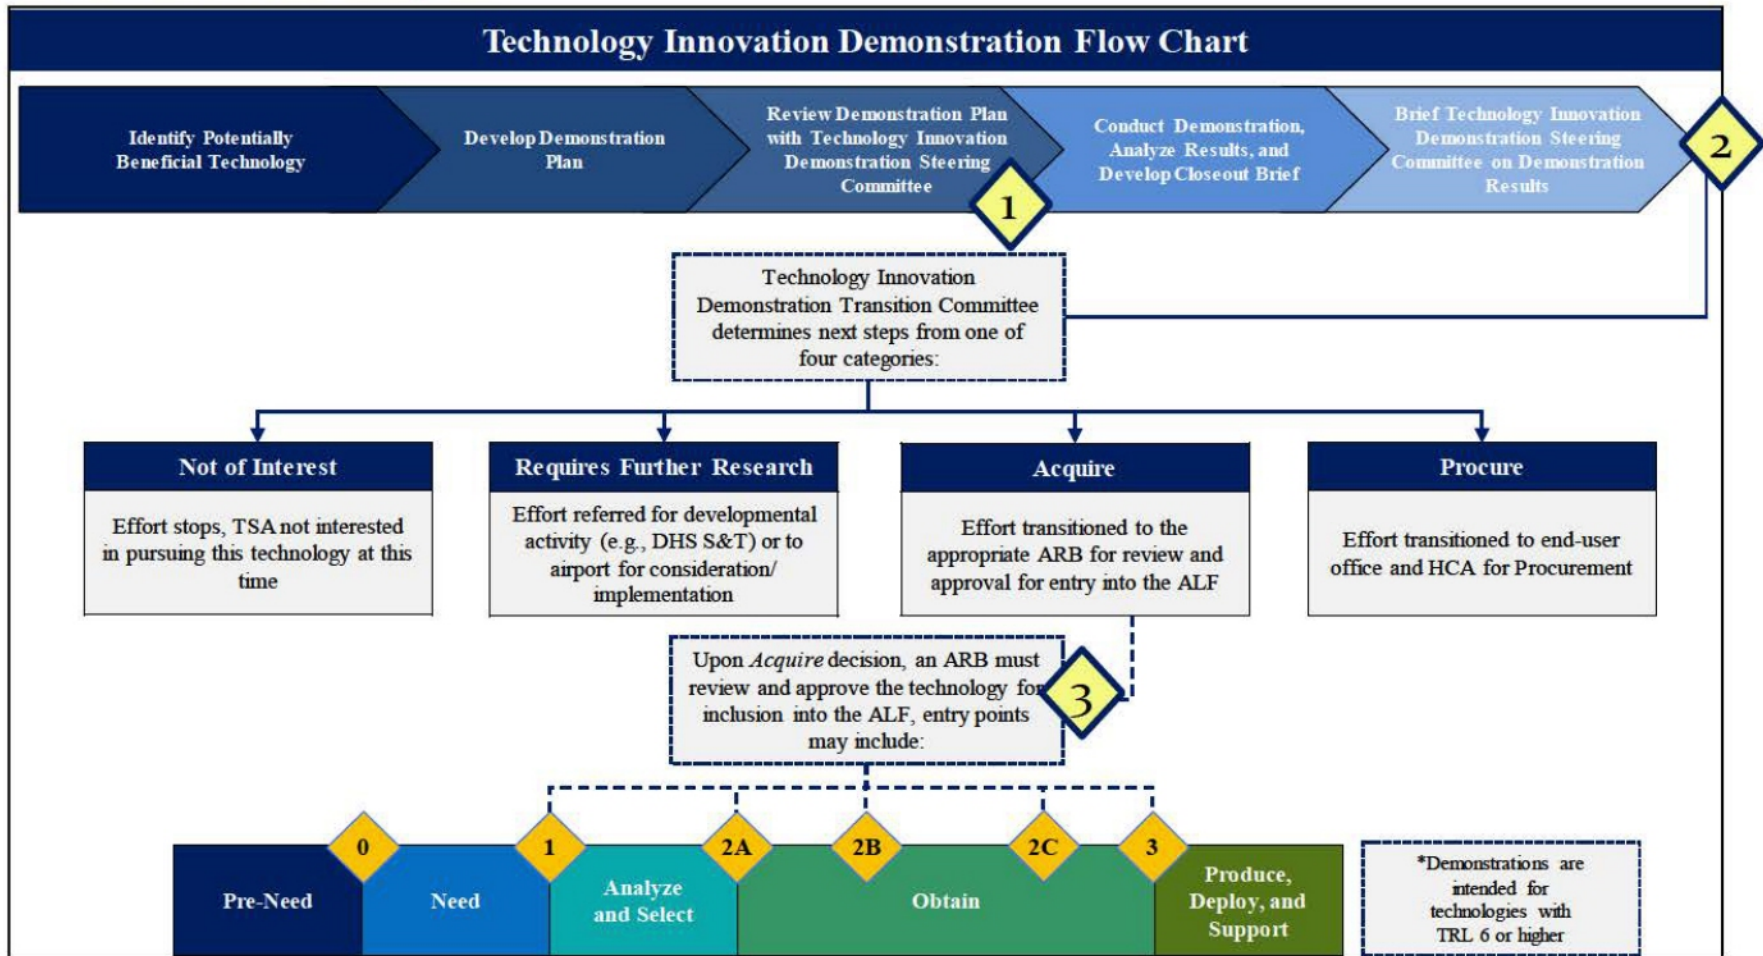 Technology Innovation Demonstration Flow Chart
Identify Potentially
Beneficial Technology
Develop Demonstration
Plan
Review Demonstration Plan
with Technology Innovation
Demonstration Steering
Committee
1
Conduct Demonstration,
Analyze Results, and
Develop Closeout Brief
Brief Technology Innovation
Demonstration Steering
Committee on Demonstration
Results
2
Technology Innovation
Demonstration Transition Committee
determines next steps from one of
four categories:
Not of Interest
Effort stops, TSA not interested
in pursuing this technology at this
time
Requires Further Research
Effort referred for developmental
activity (e.g., DHS S&T) or to
airport for consideration/
implementation
Acquire
Effort transitioned to the
appropriate ARB for review and
approval for entry into the ALF
Procure
Effort transitioned to end-user
office and HCA for Procurement
Upon Acquire decision, an ARB must
review and approve the technology for
inclusion into the ALF, entry points
may include:
3
0
1
2A
2B
2C
3
Pre-Need
Need
Analyze
and Select
Obtain
Produce,
Deploy, and
Support
*Demonstrations are
intended for
technologies with
TRL 6 or higher